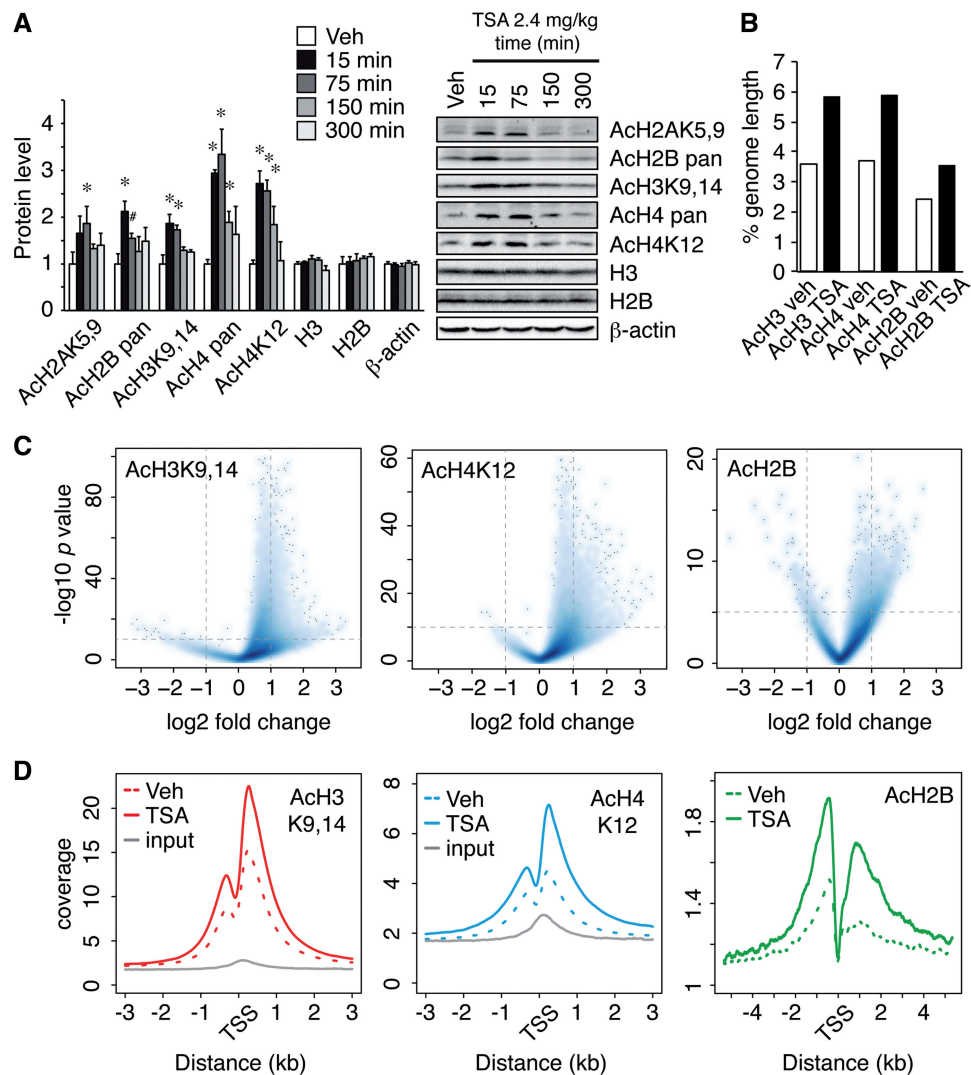 A
Veh
15 min
75 min
150 min
300 min
Protein level
4
3
2
1
0
*
*
#
*
*
*
*
*
*
*
*
AcH2AK5,9
AcH2B pan
AcH3K9,14
AcH4 pan
AcH4K12
H3
H2B
β-actin
TSA 2.4 mg/kg
time (min)
Veh
15
75
150
300
AcH2AK5,9
AcH2B pan
AcH3K9,14
AcH4 pan
AcH4K12
H3
H2B
β-actin
B
% genome length
7
6
5
4
3
2
1
0
AcH3 veh
AcH3 TSA
AcH4 veh
AcH4 TSA
AcH2B veh
AcH2B TSA
C
AcH3K9,14
-log10 p value
80
40
20
0
−3 −2 −1 0 1 2 3
log2 fold change
AcH4K12
60
40
20
0
−3 −2 −1 0 1 2 3
log2 fold change
AcH2B
20
10
0
−3 −2 −1 0 1 2 3
log2 fold change
D
Veh
TSA
input
AcH3
K9,14
coverage
20
15
10
5
0
-3 -2 -1 TSS 1 2 3
Distance (kb)
Veh
TSA
input
AcH4
K12
8
6
4
2
0
-3 -2 -1 TSS 1 2 3
Distance (kb)
Veh
TSA
AcH2B
1.8
1.4
1
-4 -2 TSS 2 4
Distance (kb)